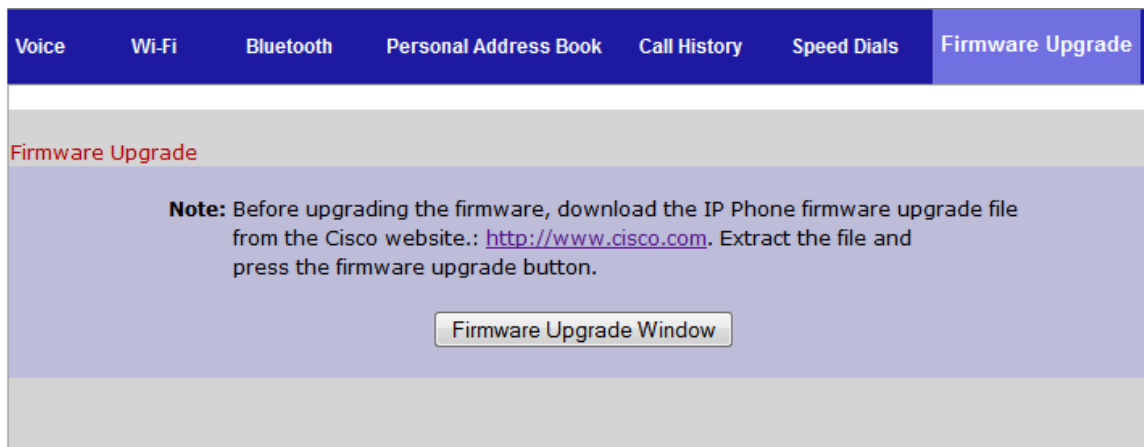 Voice Wi-Fi Bluetooth Personal Address Book Call History Speed Dials Firmware Upgrade
Firmware Upgrade
Note: Before upgrading the firmware, download the IP Phone firmware upgrade file
from the Cisco website.: http://www.cisco.com. Extract the file and
press the firmware upgrade button.
Firmware Upgrade Window